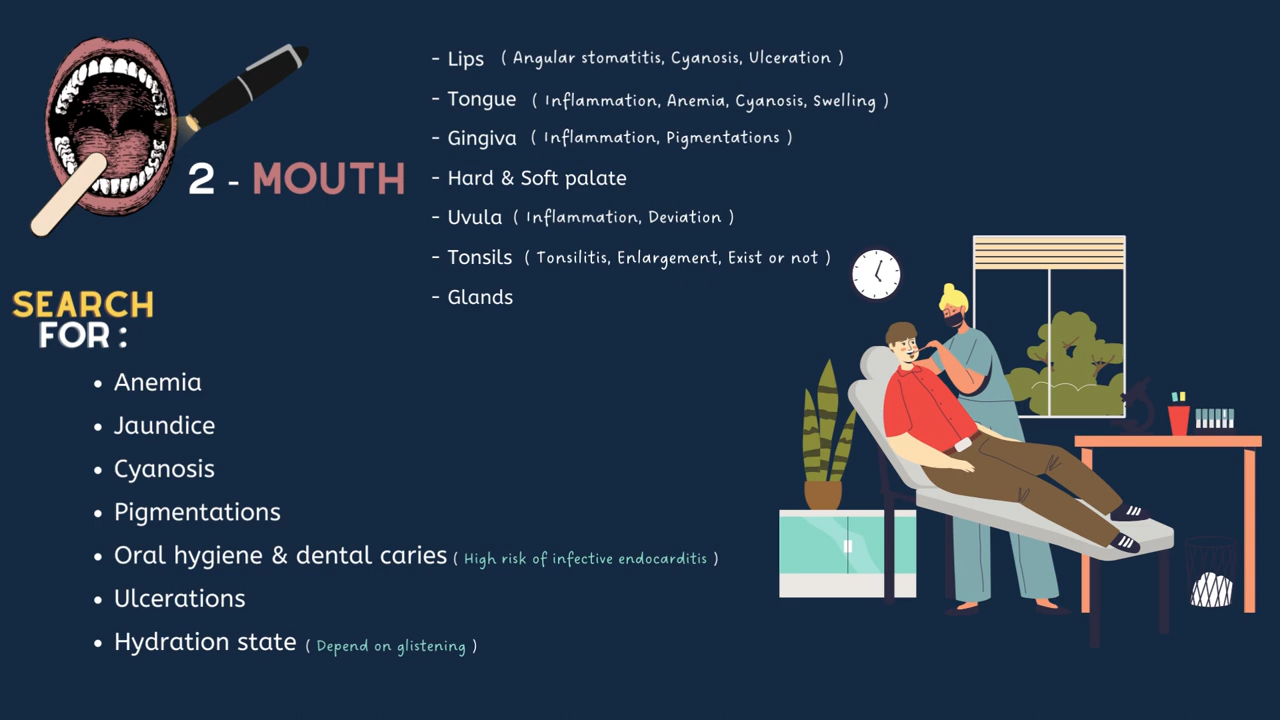 2 - MOUTH
- Lips ( Angular stomatitis, Cyanosis, Ulceration )
- Tongue ( Inflammation, Anemia, Cyanosis, Swelling )
- Gingiva ( Inflammation, Pigmentations )
- Hard & Soft palate
- Uvula ( Inflammation, Deviation )
- Tonsils ( Tonsilitis, Enlargement, Exist or not )
- Glands
SEARCH
FOR :
• Anemia
• Jaundice
• Cyanosis
• Pigmentations
• Oral hygiene & dental caries ( High risk of infective endocarditis )
• Ulcerations
• Hydration state ( Depend on glistening )